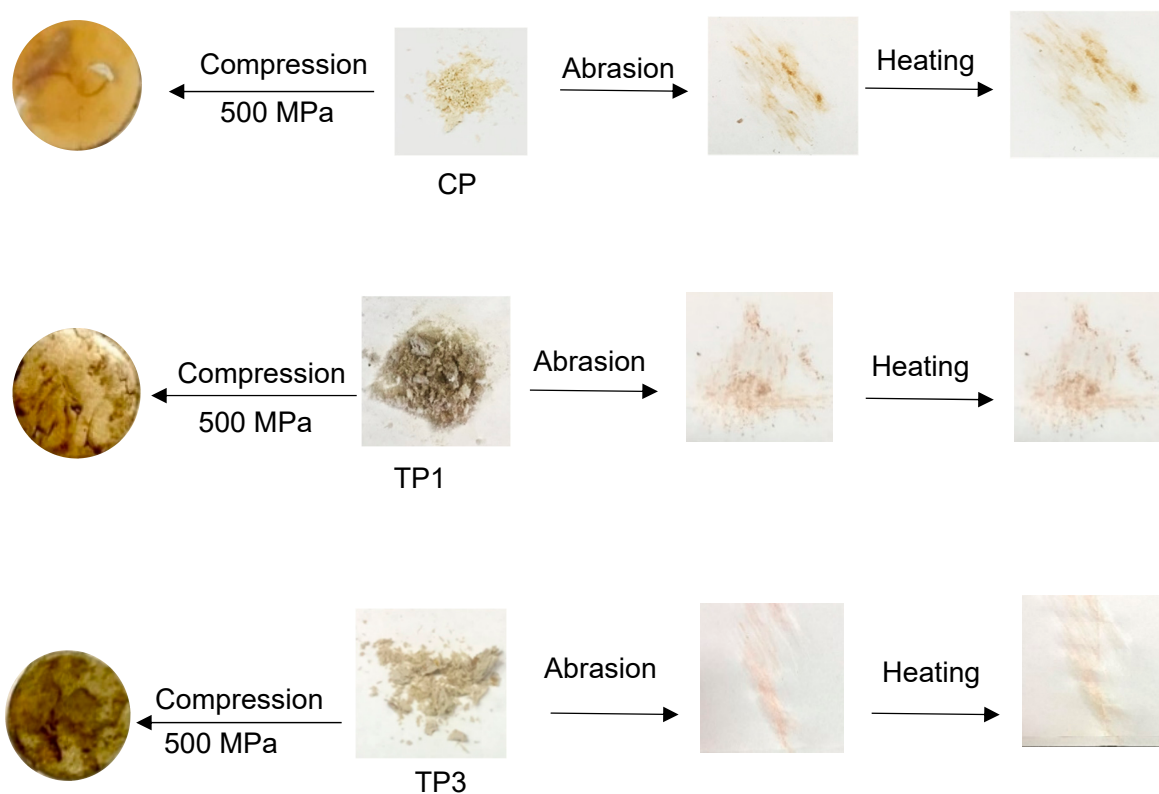 Compression
500 MPa
Abrasion
Heating
CP
Compression
500 MPa
Abrasion
Heating
TP1
Compression
500 MPa
Abrasion
Heating
TP3